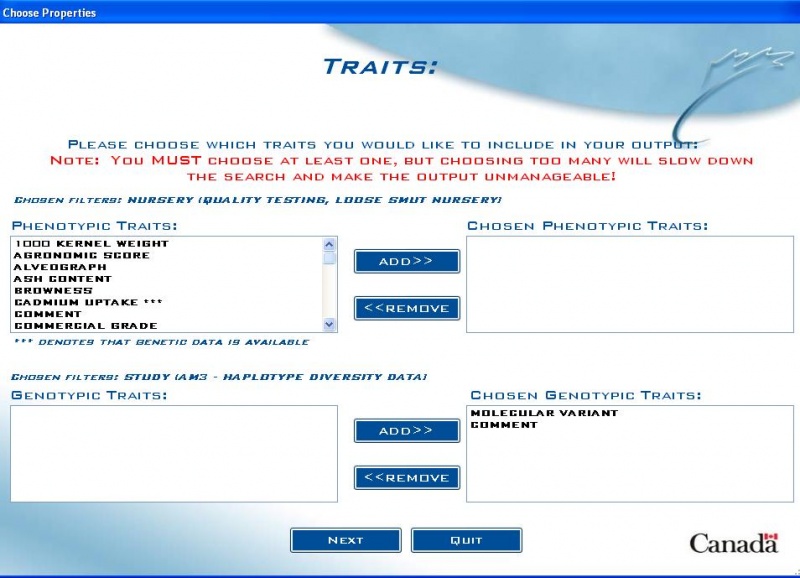 Choose Properties
TRAITS:
PLEASE CHOOSE WHICH TRAITS YOU WOULD LIKE TO INCLUDE IN YOUR OUTPUT:
NOTE: YOU MUST CHOOSE AT LEAST ONE, BUT CHOOSING TOO MANY WILL SLOW DOWN
THE SEARCH AND MAKE THE OUTPUT UNMANAGEABLE!
CHOSEN FILTERS: NURSERY (QUALITY TESTING, LOOSE SMUT NURSERY)
PHENOTYPIC TRAITS:
CHOSEN PHENOTYPIC TRAITS:
1000 KERNEL WEIGHT
AGRONOMIC SCORE
ALVEOGRAPH
ASH CONTENT
BROWNESS
CADMIUM UPTAKE ***
COMMENT
COMMERCIAL GRADE
ADD>>
<<REMOVE
*** DENOTES THAT GENETIC DATA IS AVAILABLE
CHOSEN FILTERS: STUDY (AM3 - HAPLOTYPE DIVERSITY DATA)
GENOTYPIC TRAITS:
CHOSEN GENOTYPIC TRAITS:
MOLECULAR VARIANT
COMMENT
ADD>>
<<REMOVE
NEXT
QUIT
Canada